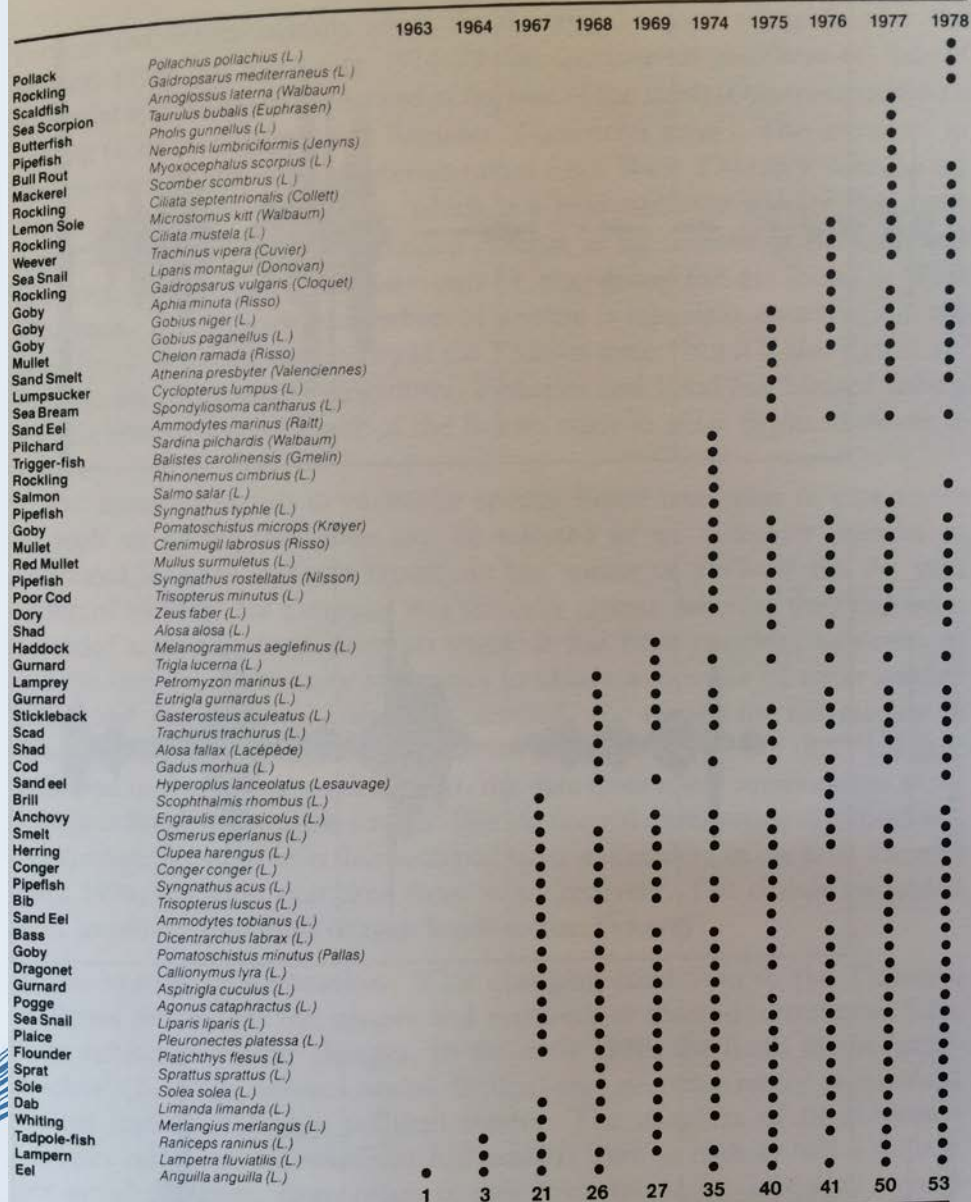 1963 1964 1967 1968 1969 1974 1975 1976 1977 1978
Pollack Pollachius pollachius (L.)
Rockling Gaidropsarus mediterraneus (L.)
Scaldfish Arnoglossus laterna (Walbaum)
Sea Scorpion Taurulus bubalis (Euphrasen)
Butterfish Pholis gunnellus (L.)
Pipefish Nerophis lumbriciformis (Jenyns)
Bull Rout Myoxocephalus scorpius (L.)
Mackerel Scomber scombrus (L.)
Rockling Ciliata septentrionalis (Collett)
Lemon Sole Microstomus kitt (Walbaum)
Rockling Ciliata mustela (L.)
Weever Trachinus vipera (Cuvier)
Sea Snail Liparis montagui (Donovan)
Rockling Gaidropsarus vulgaris (Cloquet)
Goby Aphia minuta (Risso)
Goby Gobius niger (L.)
Goby Gobius paganellus (L.)
Mullet Chelon ramada (Risso)
Sand Smelt Atherina presbyter (Valenciennes)
Lumpsucker Cyclopterus lumpus (L.)
Sea Bream Spondyliosoma cantharus (L.)
Sand Eel Ammodytes marinus (Raitt)
Pilchard Sardina pilchardis (Walbaum)
Trigger-fish Balistes carolinensis (Gmelin)
Rockling Rhinonemus cimbrius (L.)
Salmon Salmo salar (L.)
Pipefish Syngnathus typhle (L.)
Goby Pomatoschistus microps (Krøyer)
Mullet Crenimugil labrosus (Risso)
Red Mullet Mullus surmuletus (L.)
Pipefish Syngnathus rostellatus (Nilsson)
Poor Cod Trisopterus minutus (L.)
Dory Zeus faber (L.)
Shad Alosa alosa (L.)
Haddock Melanogrammus aeglefinus (L.)
Gurnard Trigla lucerna (L.)
Lamprey Petromyzon marinus (L.)
Gurnard Eutrigla gurnardus (L.)
Stickleback Gasterosteus aculeatus (L.)
Scad Trachurus trachurus (L.)
Shad Alosa fallax (Lacépède)
Cod Gadus morhua (L.)
Sand eel Hyperoplus lanceolatus (Lesauvage)
Brill Scophthalmis rhombus (L.)
Anchovy Engraulis encrasicolus (L.)
Smelt Osmerus eperlanus (L.)
Herring Clupea harengus (L.)
Conger Conger conger (L.)
Pipefish Syngnathus acus (L.)
Bib Trisopterus luscus (L.)
Sand Eel Ammodytes tobianus (L.)
Bass Dicentrarchus labrax (L.)
Goby Pomatoschistus minutus (Pallas)
Dragonet Callionymus lyra (L.)
Gurnard Aspitrigla cuculus (L.)
Pogge Agonus cataphractus (L.)
Sea Snail Liparis liparis (L.)
Plaice Pleuronectes platessa (L.)
Flounder Platichthys flesus (L.)
Sprat Sprattus sprattus (L.)
Sole Solea solea (L.)
Dab Limanda limanda (L.)
Whiting Merlangius merlangus (L.)
Tadpole-fish Raniceps raninus (L.)
Lampern Lampetra fluviatilis (L.)
Eel Anguilla anguilla (L.)
1 3 21 26 27 35 40 41 50 53